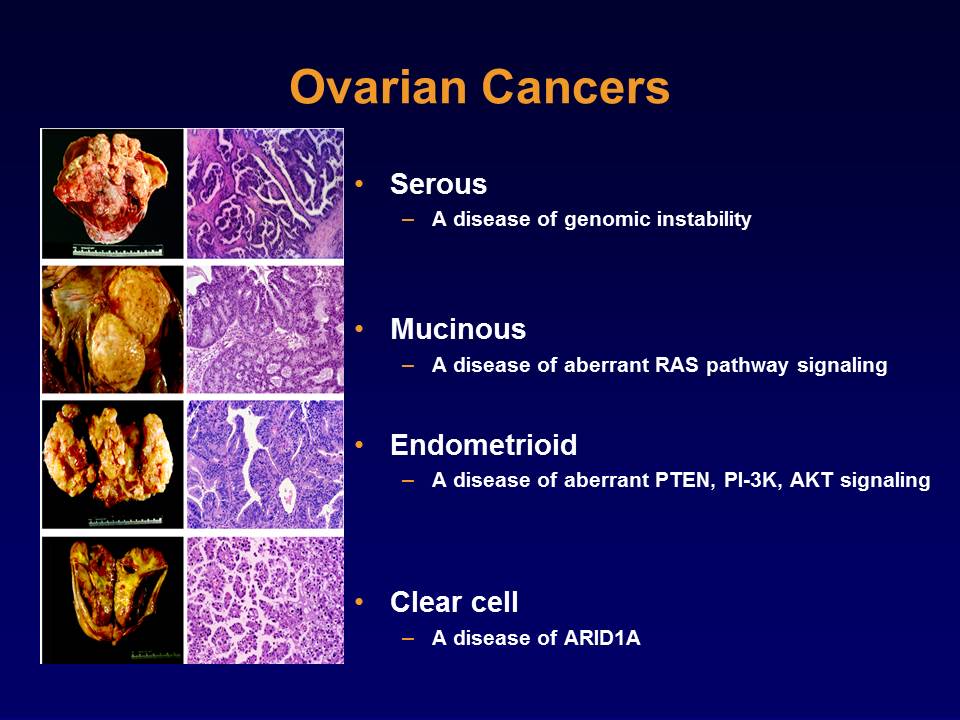 Ovarian Cancers
• Serous
– A disease of genomic instability
• Mucinous
– A disease of aberrant RAS pathway signaling
• Endometrioid
– A disease of aberrant PTEN, PI-3K, AKT signaling
• Clear cell
– A disease of ARID1A